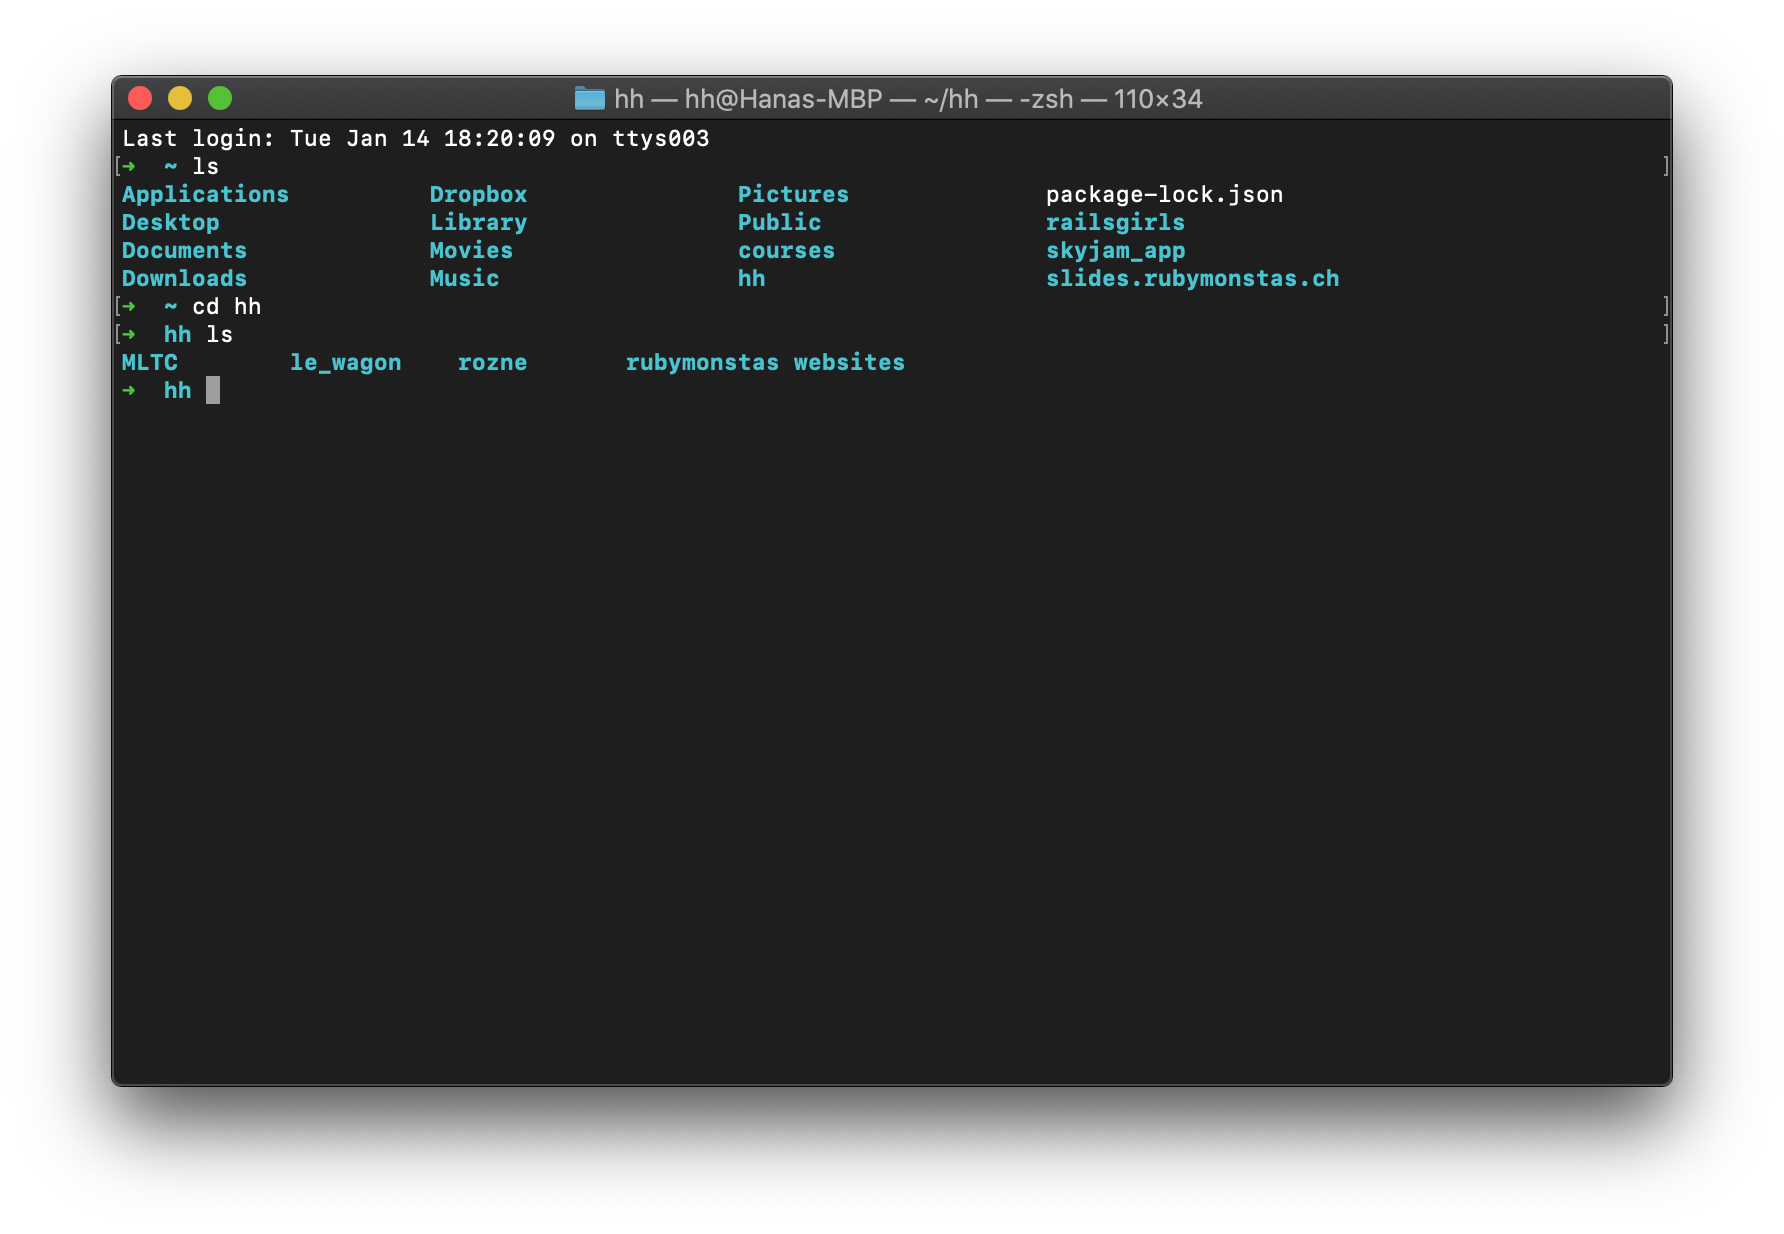 hh — hh@Hanas-MBP — ~/hh — -zsh — 110×34
Last login: Tue Jan 14 18:20:09 on ttys003
[➜  ~ ls ]
Applications Dropbox Pictures package-lock.json
Desktop Library Public railsgirls
Documents Movies courses skyjam_app
Downloads Music hh slides.rubymonstas.ch
[➜  ~ cd hh ]
[➜  hh ls ]
MLTC le_wagon rozne rubymonstas websites
➜  hh